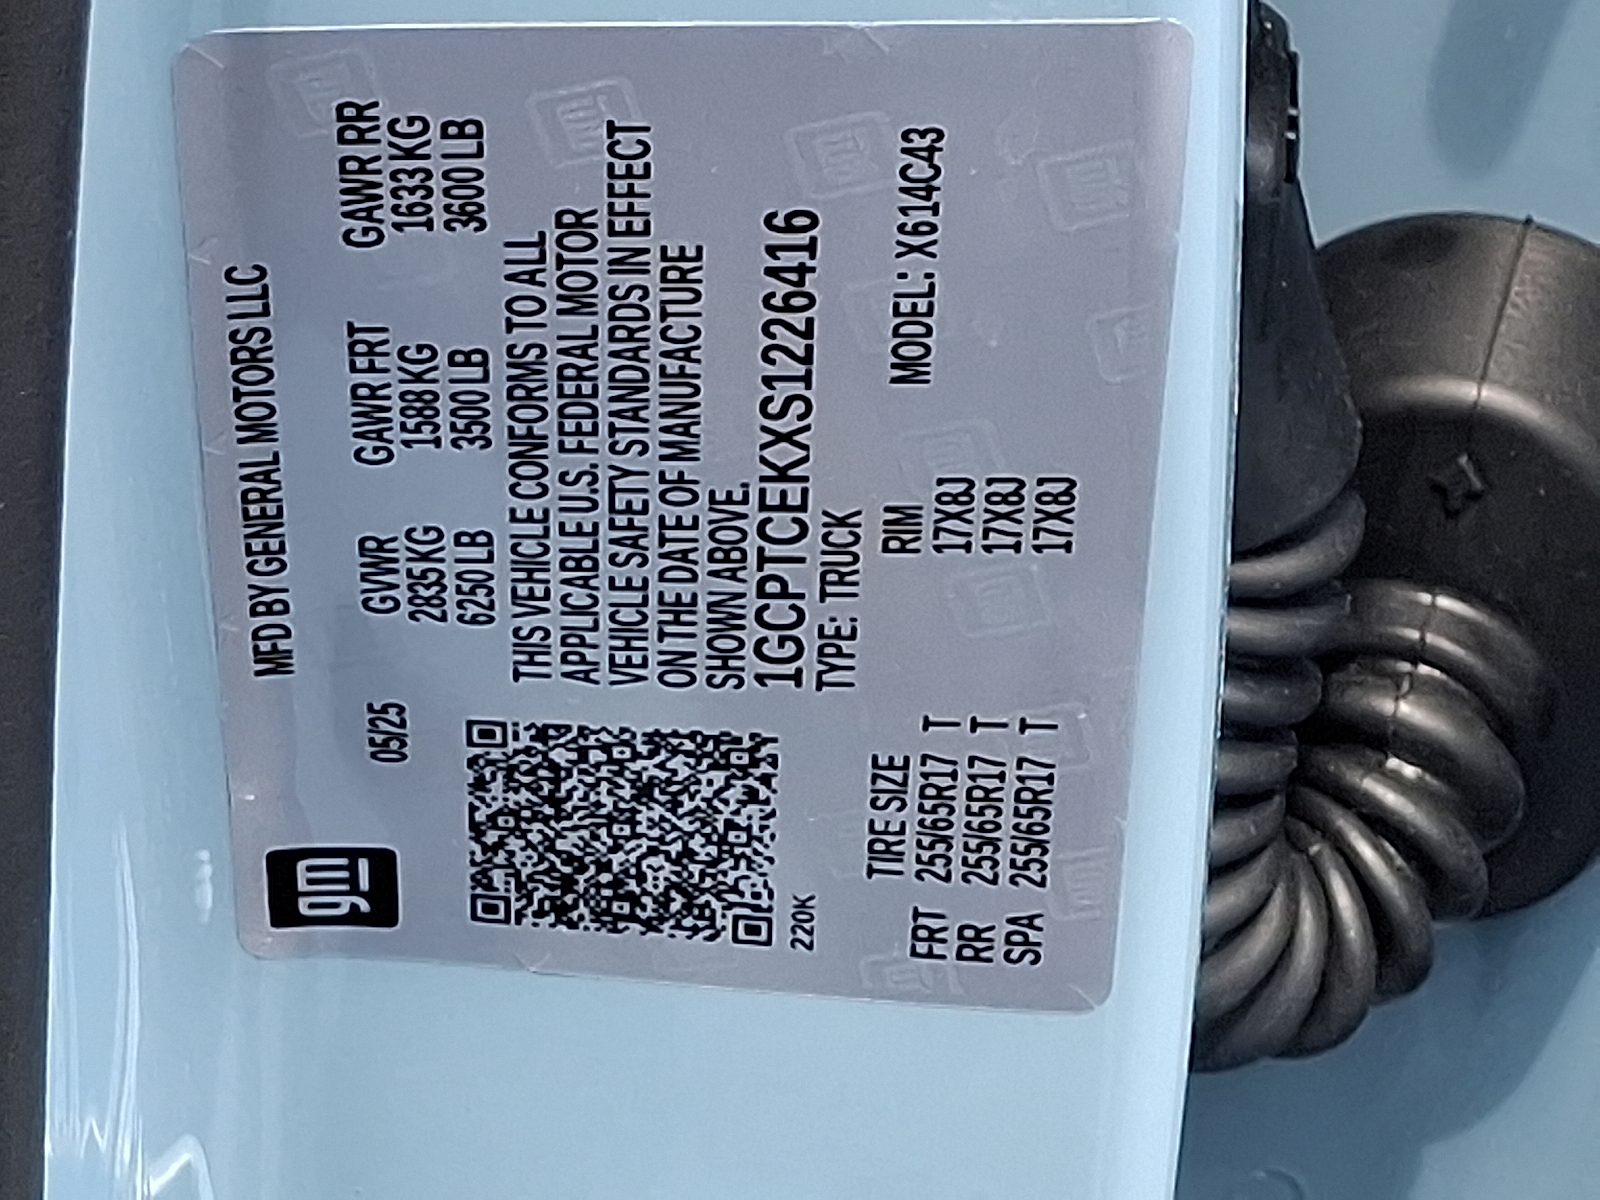 MFD BY GENERAL MOTORS LLC
gm
05/25
GVWR GAWR FRT GAWR RR
2835 KG 1588 KG 1633 KG
6250 LB 3500 LB 3600 LB
THIS VEHICLE CONFORMS TO ALL
APPLICABLE U.S. FEDERAL MOTOR
VEHICLE SAFETY STANDARDS IN EFFECT
ON THE DATE OF MANUFACTURE
SHOWN ABOVE.
1GCPTCEKXS1226416
TYPE: TRUCK
220K
MODEL: X614C43
TIRE SIZE RIM
FRT 255/65R17 T 17X8J
RR 255/65R17 T 17X8J
SPA 255/65R17 T 17X8J